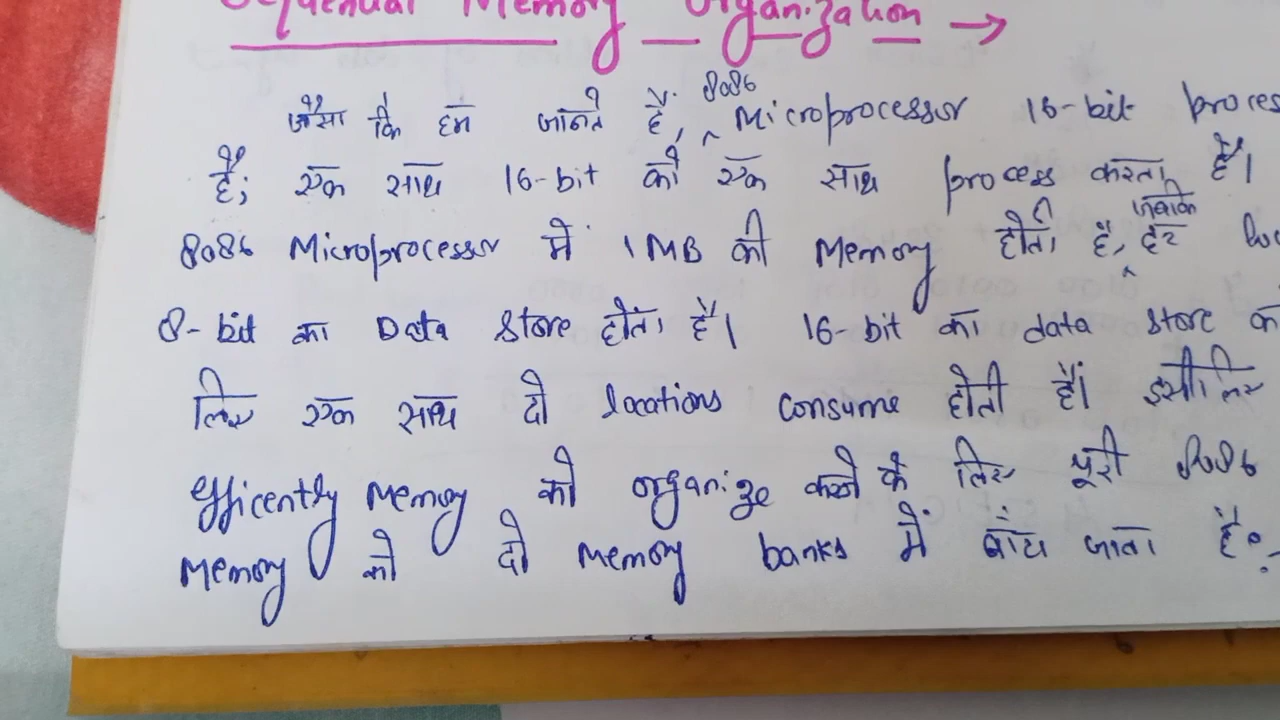 Sequential Memory Organization →
जैसा कि हम जानते हैं, 8086 Microprocessor 16-bit
है; एक साथ 16-bit को एक साथ process करता है।
8086 Microprocessor में 1MB की Memory होती है, जबकि हर
8-bit का Data Store होता है। 16-bit का data store
लिए एक साथ दो locations consume होती हैं। इसीलिए
efficently Memory को organize करने के लिए पूरी 8086
Memory को दो Memory banks में बांटा जाता है:-